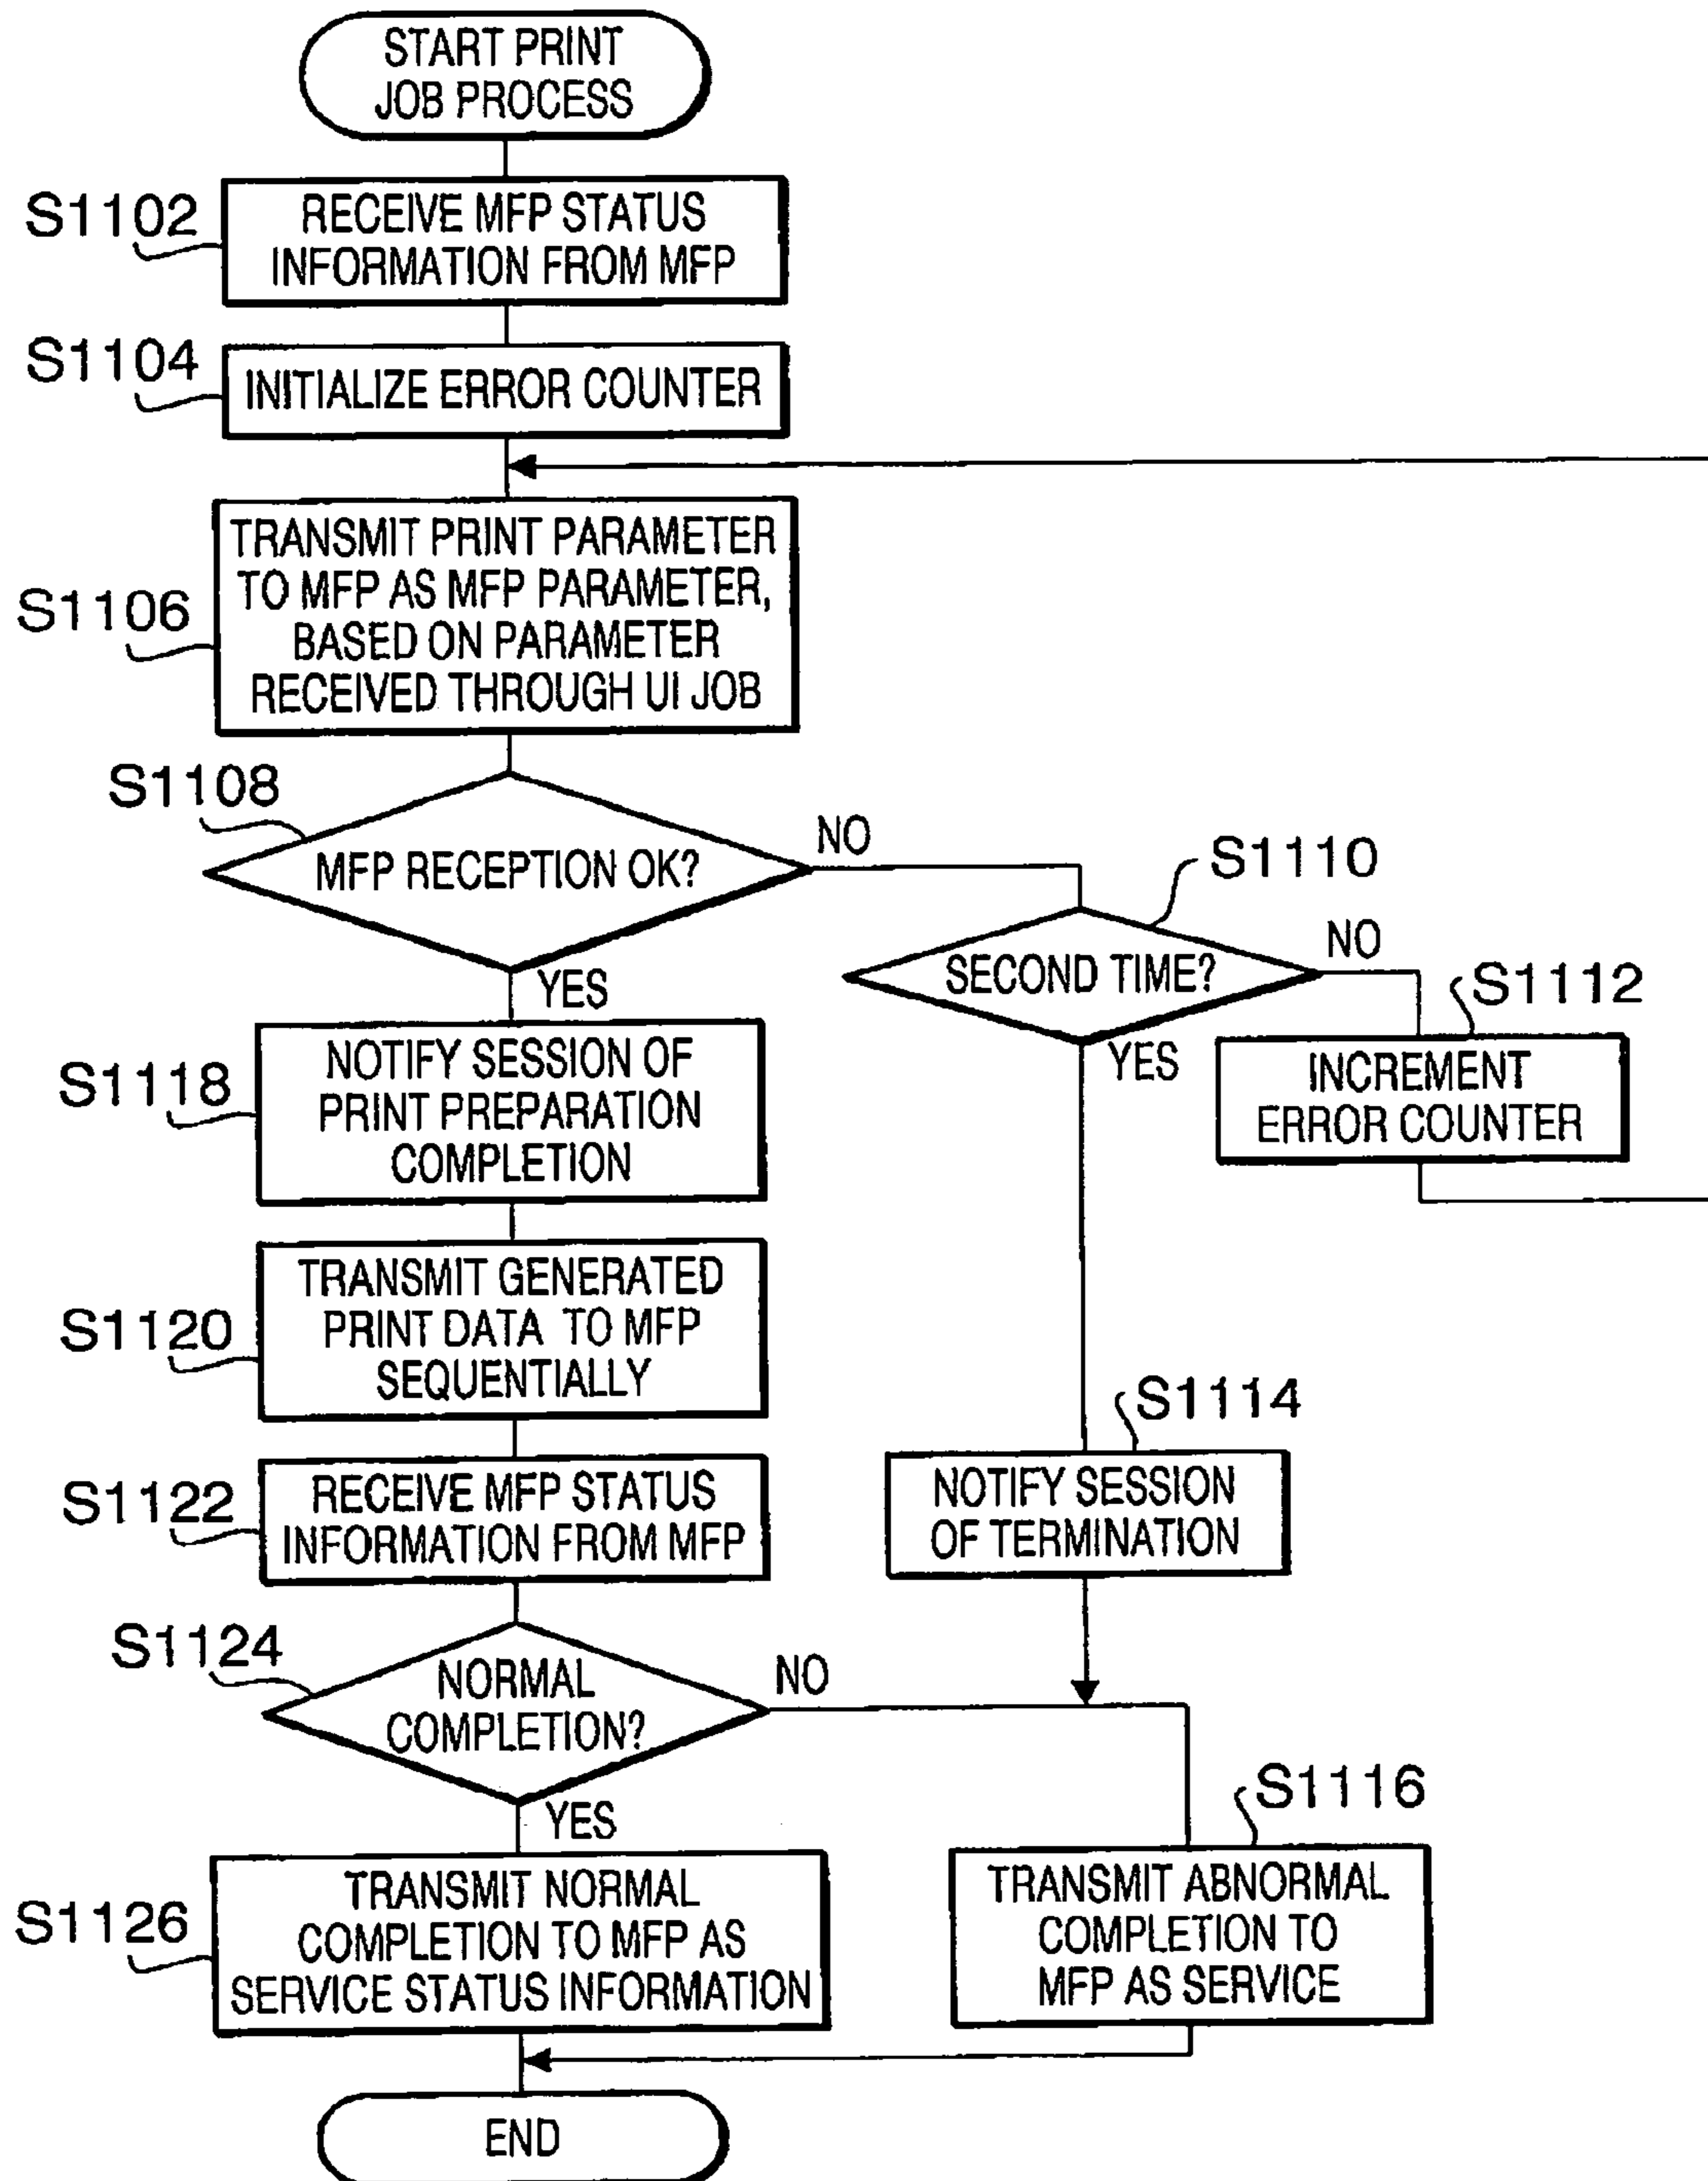 START PRINT
JOB PROCESS
S1102
RECEIVE MFP STATUS
INFORMATION FROM MFP
S1104
INITIALIZE ERROR COUNTER
S1106
TRANSMIT PRINT PARAMETER
TO MFP AS MFP PARAMETER,
BASED ON PARAMETER
RECEIVED THROUGH UI JOB
S1108
MFP RECEPTION OK?
NO
YES
S1110
SECOND TIME?
NO
YES
S1112
INCREMENT
ERROR COUNTER
S1118
NOTIFY SESSION OF
PRINT PREPARATION
COMPLETION
S1120
TRANSMIT GENERATED
PRINT DATA TO MFP
SEQUENTIALLY
S1122
RECEIVE MFP STATUS
INFORMATION FROM MFP
S1114
NOTIFY SESSION
OF TERMINATION
S1124
NORMAL
COMPLETION?
NO
YES
S1116
TRANSMIT ABNORMAL
COMPLETION TO
MFP AS SERVICE
S1126
TRANSMIT NORMAL
COMPLETION TO MFP AS
SERVICE STATUS INFORMATION
END